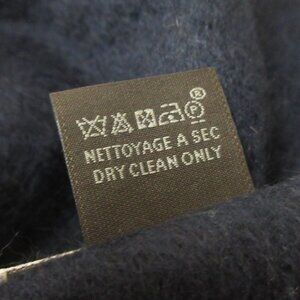 ®
P
NETTOYAGE A SEC
DRY CLEAN ONLY